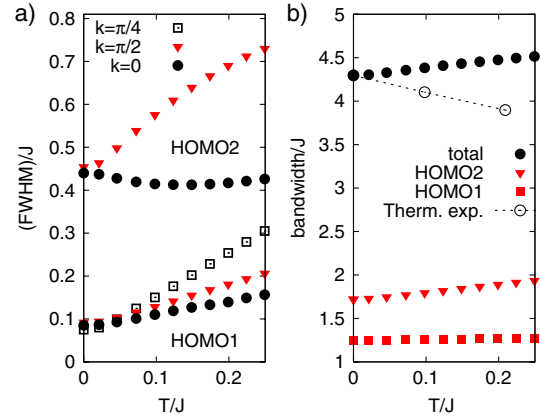 a)
k=π/4
k=π/2
k=0
HOMO2
HOMO1
0.8
0.7
0.6
0.5
0.4
0.3
0.2
0.1
0
(FWHM)/J
0
0.1
0.2
T/J
b)
5
4.5
4
3.5
3
2.5
2
1.5
1
bandwidth/J
total
HOMO2
HOMO1
Therm. exp.
0
0.1
0.2
T/J